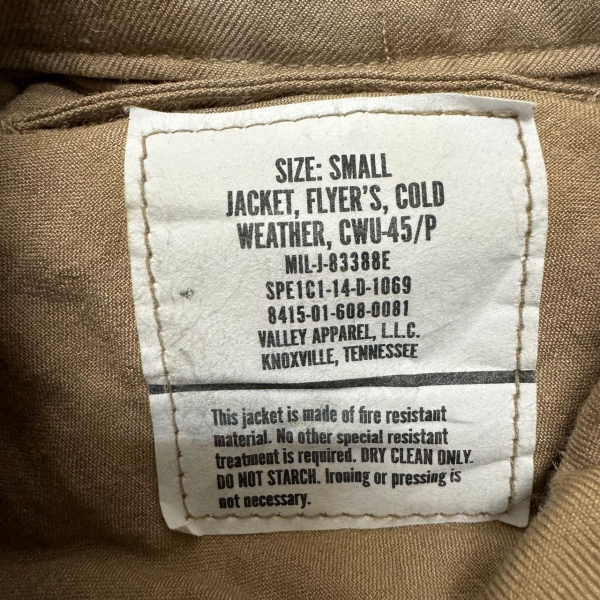 SIZE: SMALL
JACKET, FLYER'S, COLD
WEATHER, CWU-45/P
MIL-J-83388E
SPE1C1-14-D-1069
8415-01-608-0081
VALLEY APPAREL, L.L.C.
KNOXVILLE, TENNESSEE
This jacket is made of fire resistant
material. No other special resistant
treatment is required. DRY CLEAN ONLY.
DO NOT STARCH. Ironing or pressing is
not necessary.